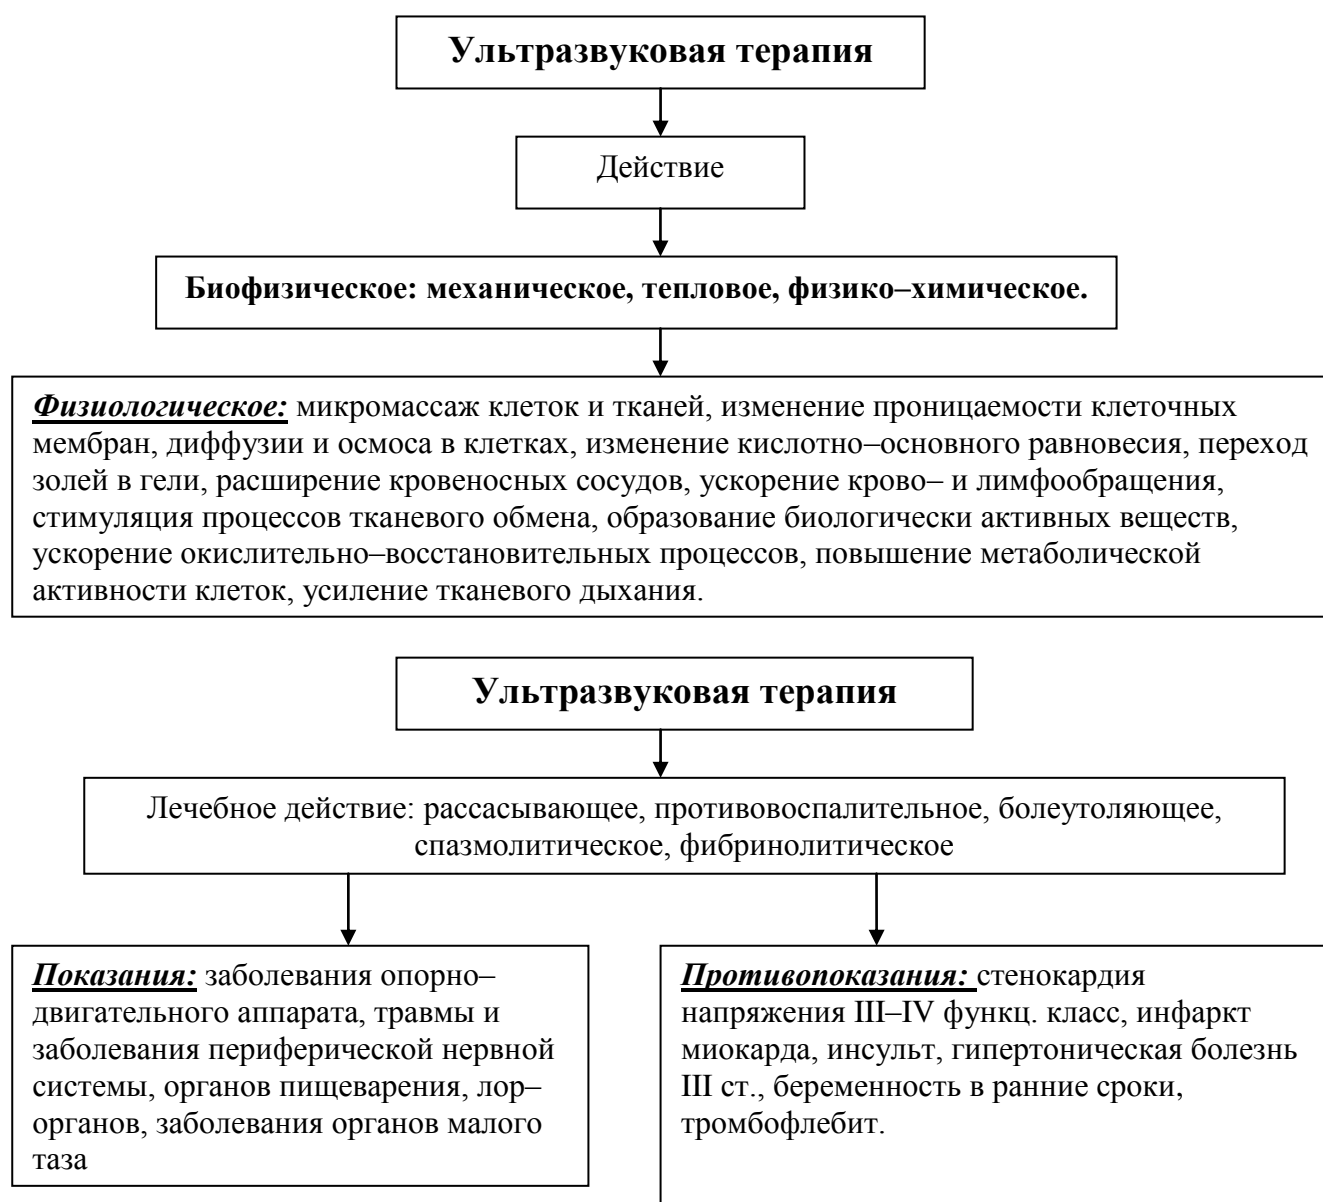 Ультразвуковая терапия
Действие
Биофизическое: механическое, тепловое, физико–химическое.
Физиологическое: микромассаж клеток и тканей, изменение проницаемости клеточных
мембран, диффузии и осмоса в клетках, изменение кислотно–основного равновесия, переход
золей в гели, расширение кровеносных сосудов, ускорение крово– и лимфообращения,
стимуляция процессов тканевого обмена, образование биологически активных веществ,
ускорение окислительно–восстановительных процессов, повышение метаболической
активности клеток, усиление тканевого дыхания.
Ультразвуковая терапия
Лечебное действие: рассасывающее, противовоспалительное, болеутоляющее,
спазмолитическое, фибринолитическое
Показания: заболевания опорно–
двигательного аппарата, травмы и
заболевания периферической нервной
системы, органов пищеварения, лор–
органов, заболевания органов малого
таза
Противопоказания: стенокардия
напряжения III–IV функц. класс, инфаркт
миокарда, инсульт, гипертоническая болезнь
III ст., беременность в ранние сроки,
тромбофлебит.